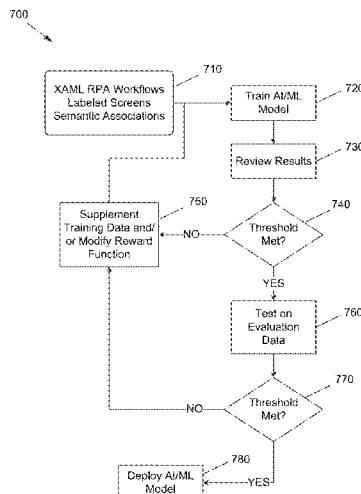 700
710
XAML RPA Workflows
Labeled Screens
Semantic Associations
720
Train AI/ML
Model
730
Review Results
740
Threshold
Met?
NO
750
Supplement
Training Data and/
or Modify Reward
Function
YES
760
Test on
Evaluation
Data
770
Threshold
Met?
NO
YES
780
Deploy AI/ML
Model